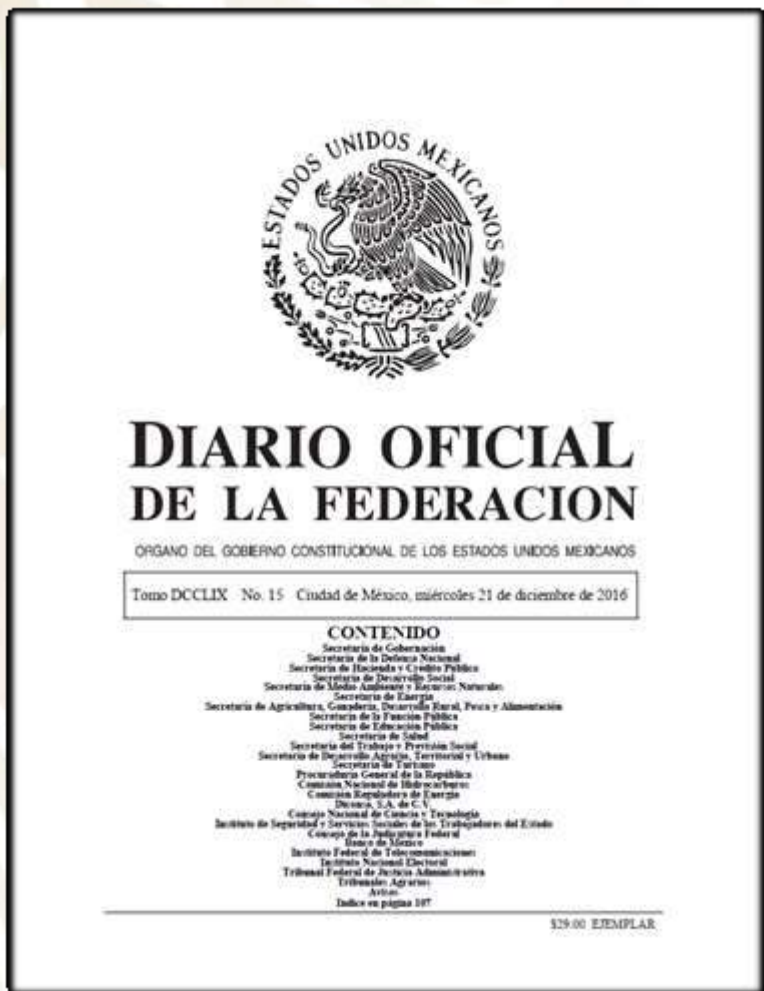 ESTADOS UNIDOS MEXICANOS
DIARIO OFICIAL
DE LA FEDERACION
ORGANO DEL GOBIERNO CONSTITUCIONAL DE LOS ESTADOS UNIDOS MEXICANOS
Tomo DCCLIX No. 15 Ciudad de México, miércoles 21 de diciembre de 2016
CONTENIDO
Secretaría de Gobernación
Secretaría de la Defensa Nacional
Secretaría de Hacienda y Crédito Público
Secretaría de Desarrollo Social
Secretaría de Medio Ambiente y Recursos Naturales
Secretaría de Energía
Secretaría de Agricultura, Ganadería, Desarrollo Rural, Pesca y Alimentación
Secretaría de la Función Pública
Secretaría de Educación Pública
Secretaría de Salud
Secretaría del Trabajo y Previsión Social
Secretaría de Desarrollo Agrario, Territorial y Urbano
Secretaría de Turismo
Procuraduría General de la República
Comisión Nacional de Hidrocarburos
Comisión Reguladora de Energía
Diconsa, S.A. de C.V.
Consejo Nacional de Ciencia y Tecnología
Instituto de Seguridad y Servicios Sociales de los Trabajadores del Estado
Consejo de la Judicatura Federal
Banco de México
Instituto Federal de Telecomunicaciones
Instituto Nacional Electoral
Tribunal Federal de Justicia Administrativa
Tribunales Agrarios
Avisos
Indice en página 107
$29.00 EJEMPLAR